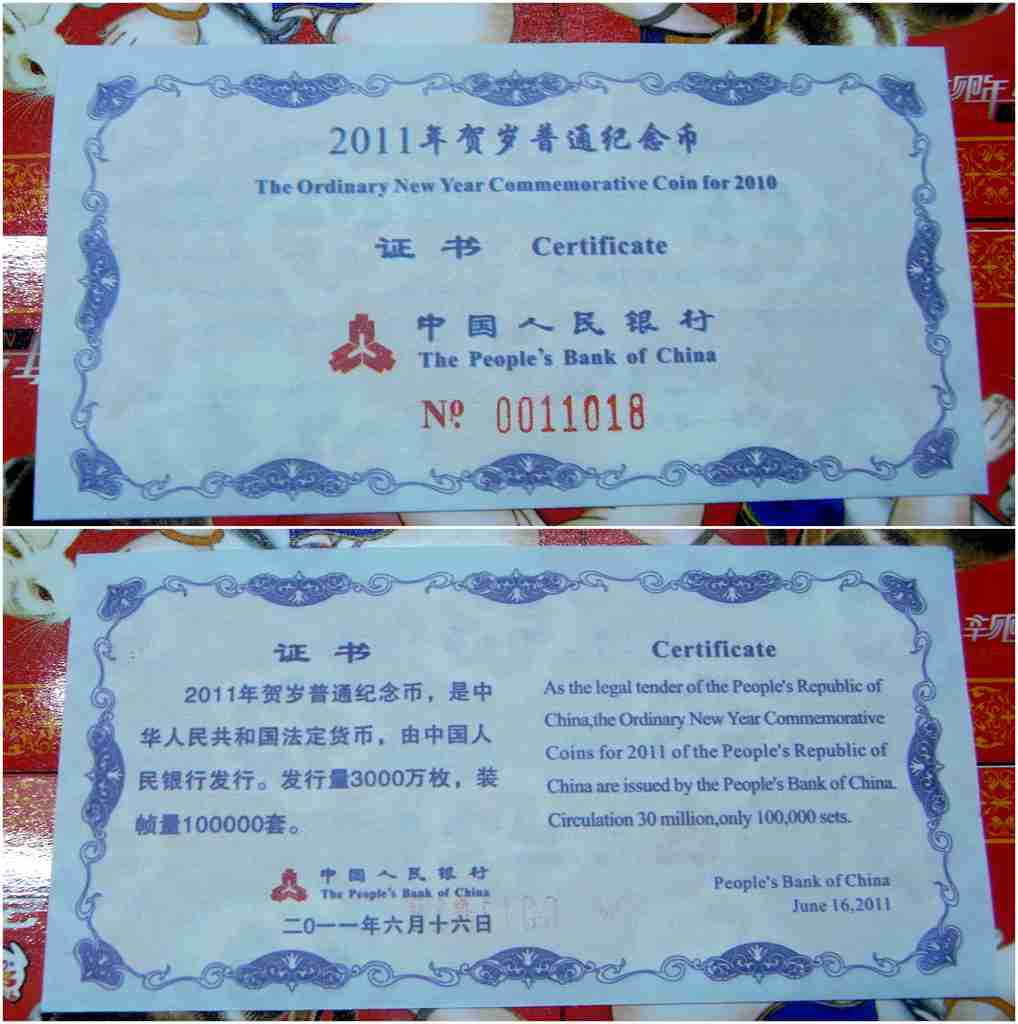 2011年贺岁普通纪念币
The Ordinary New Year Commemorative Coin for 2010
证书 Certificate
中国人民银行
The People's Bank of China
Nº 0011018
卯年
证书
2011年贺岁普通纪念币，是中
华人民共和国法定货币，由中国人
民银行发行。发行量3000万枚，装
帧量100000套。
中国人民银行
The People's Bank of China
二0一一年六月十六日
Certificate
As the legal tender of the People's Republic of
China,the Ordinary New Year Commemorative
Coins for 2011 of the People's Republic of
China are issued by the People's Bank of China.
Circulation 30 million,only 100,000 sets.
People's Bank of China
June 16,2011
辛卯